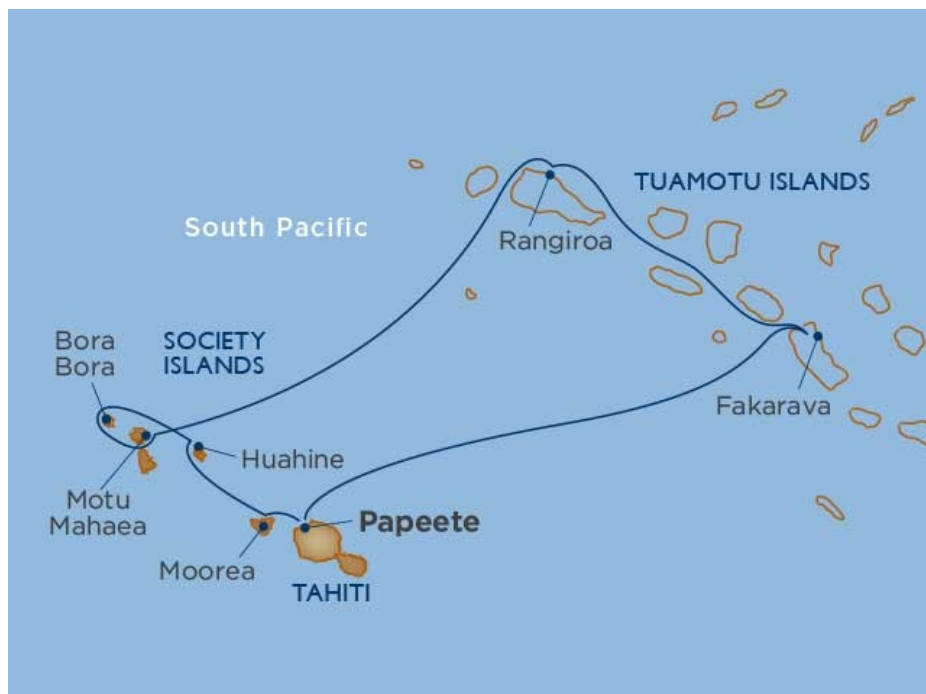 TUAMOTU ISLANDS
South Pacific
Rangiroa
Bora
Bora
SOCIETY
ISLANDS
Fakarava
Huahine
Motu
Mahaea
Papeete
Moorea
TAHITI